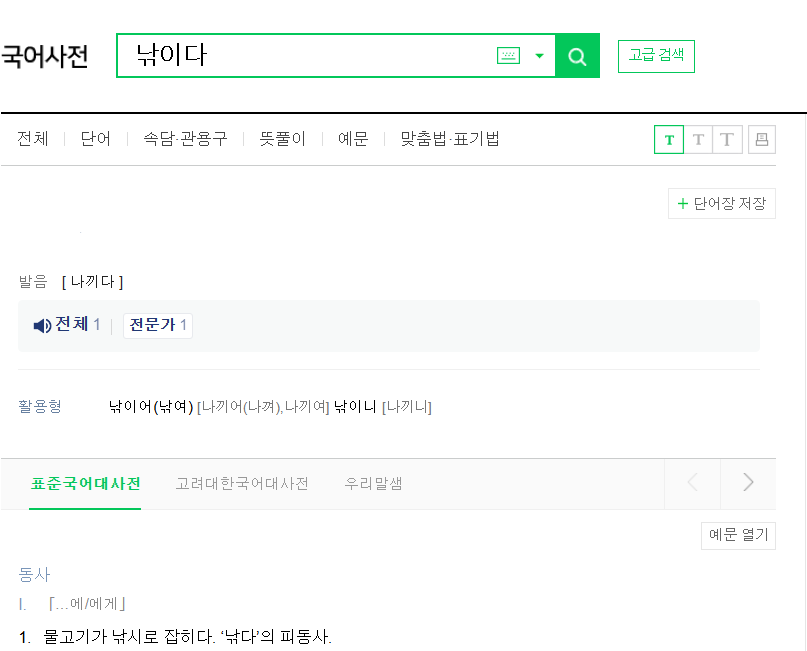 국어사전 낚이다 고급 검색
전체 단어 속담·관용구 뜻풀이 예문 맞춤법·표기법 T T T
+ 단어장 저장
발음 [ 나끼다 ]
전체 1 전문가 1
활용형 낚이어(낚여) [나끼어(나껴),나끼여] 낚이니 [나끼니]
표준국어대사전 고려대한국어대사전 우리말샘
예문 열기
동사
I. 「…에/에게」
1. 물고기가 낚시로 잡히다. ‘낚다’의 피동사.